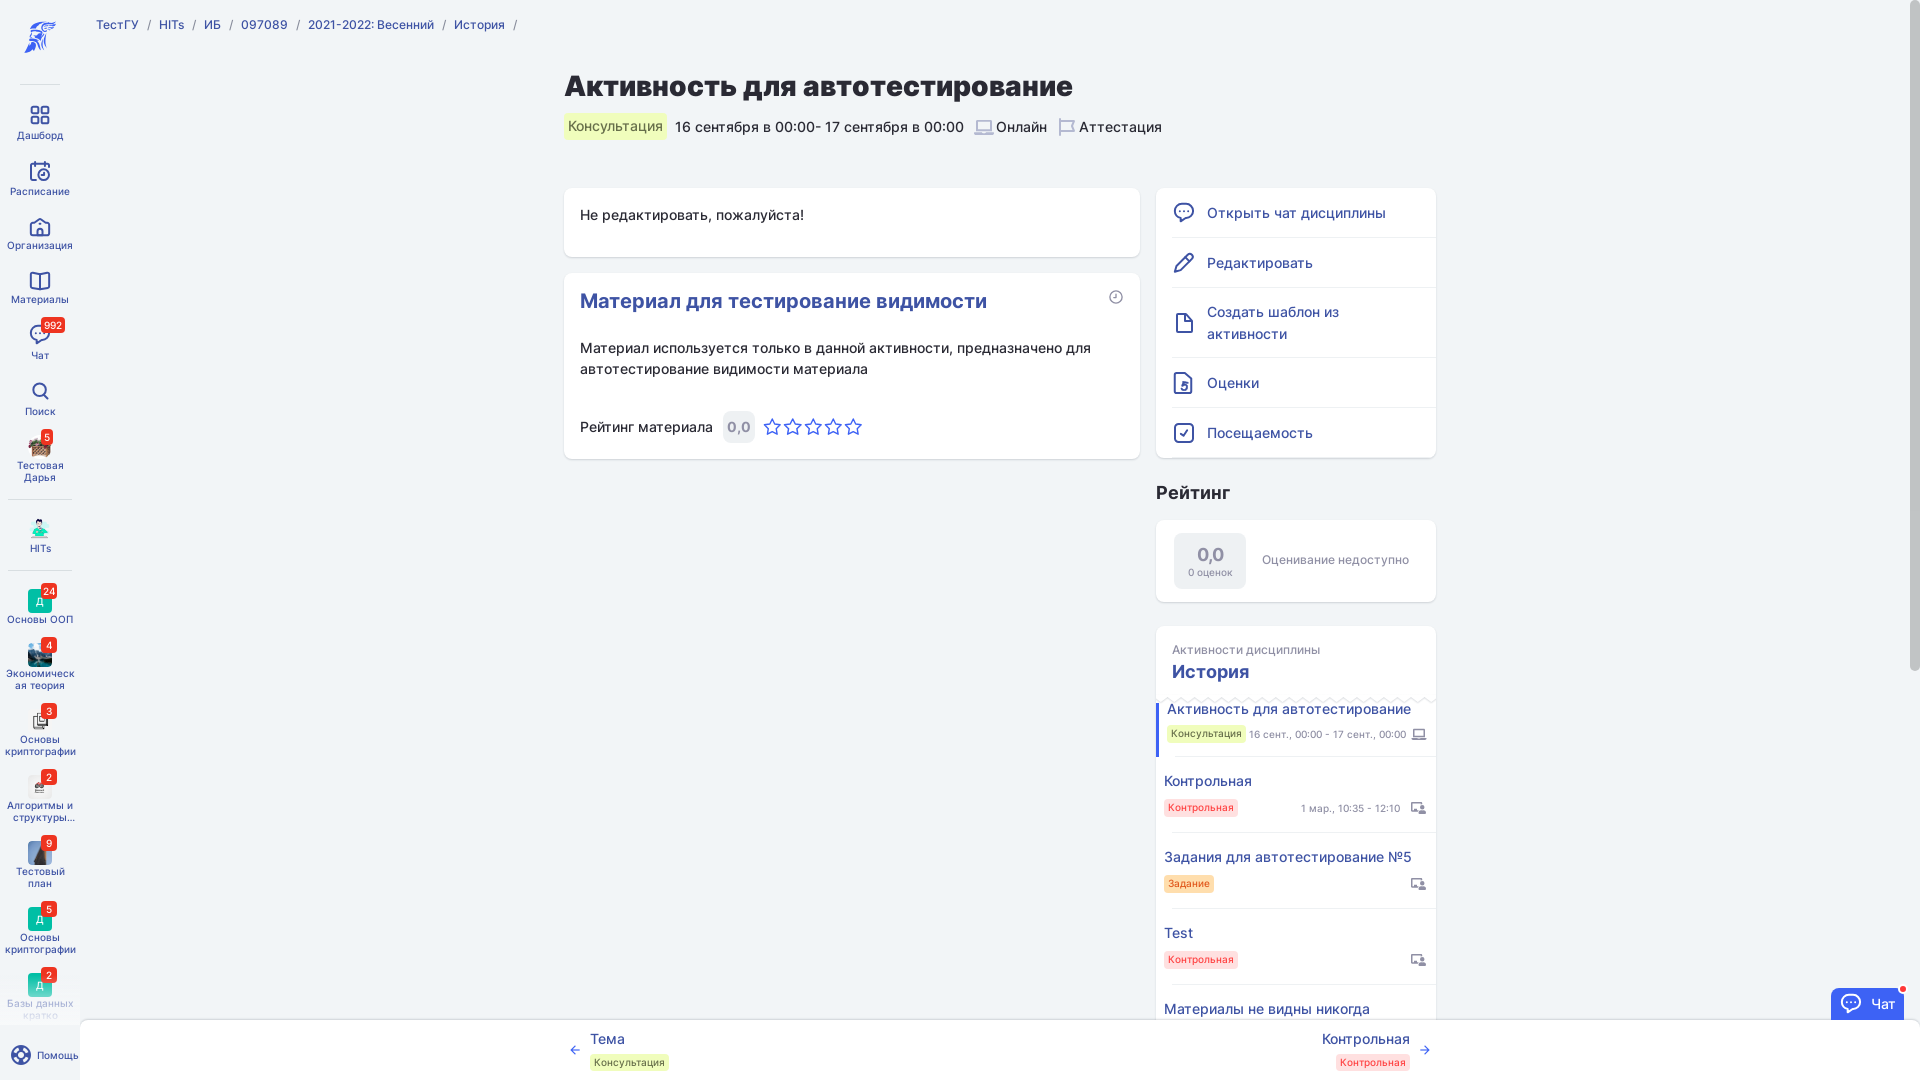 ТестГУ / HITs / ИБ / 097089 / 2021-2022: Весенний / История /
Дашборд
Расписание
Организация
Материалы
992
Чат
Поиск
5
Тестовая
Дарья
HITs
24
Д
Основы ООП
4
Экономическ
ая теория
3
Основы
криптографии
2
Алгоритмы и
структуры...
9
Тестовый
план
5
Д
Основы
криптографии
2
Д
Базы данных
кратко
Помощь
Активность для автотестирование
Консультация 16 сентября в 00:00- 17 сентября в 00:00 Онлайн Аттестация
Не редактировать, пожалуйста!
Материал для тестирование видимости
Материал используется только в данной активности, предназначено для
автотестирование видимости материала
Рейтинг материала 0,0
Открыть чат дисциплины
Редактировать
Создать шаблон из
активности
5
Оценки
Посещаемость
Рейтинг
0,0
0 оценок
Оценивание недоступно
Активности дисциплины
История
Активность для автотестирование
Консультация 16 сент., 00:00 - 17 сент., 00:00
Контрольная
Контрольная 1 мар., 10:35 - 12:10
Задания для автотестирование №5
Задание
Test
Контрольная
Материалы не видны никогда
Чат
Тема
Консультация
Контрольная
Контрольная